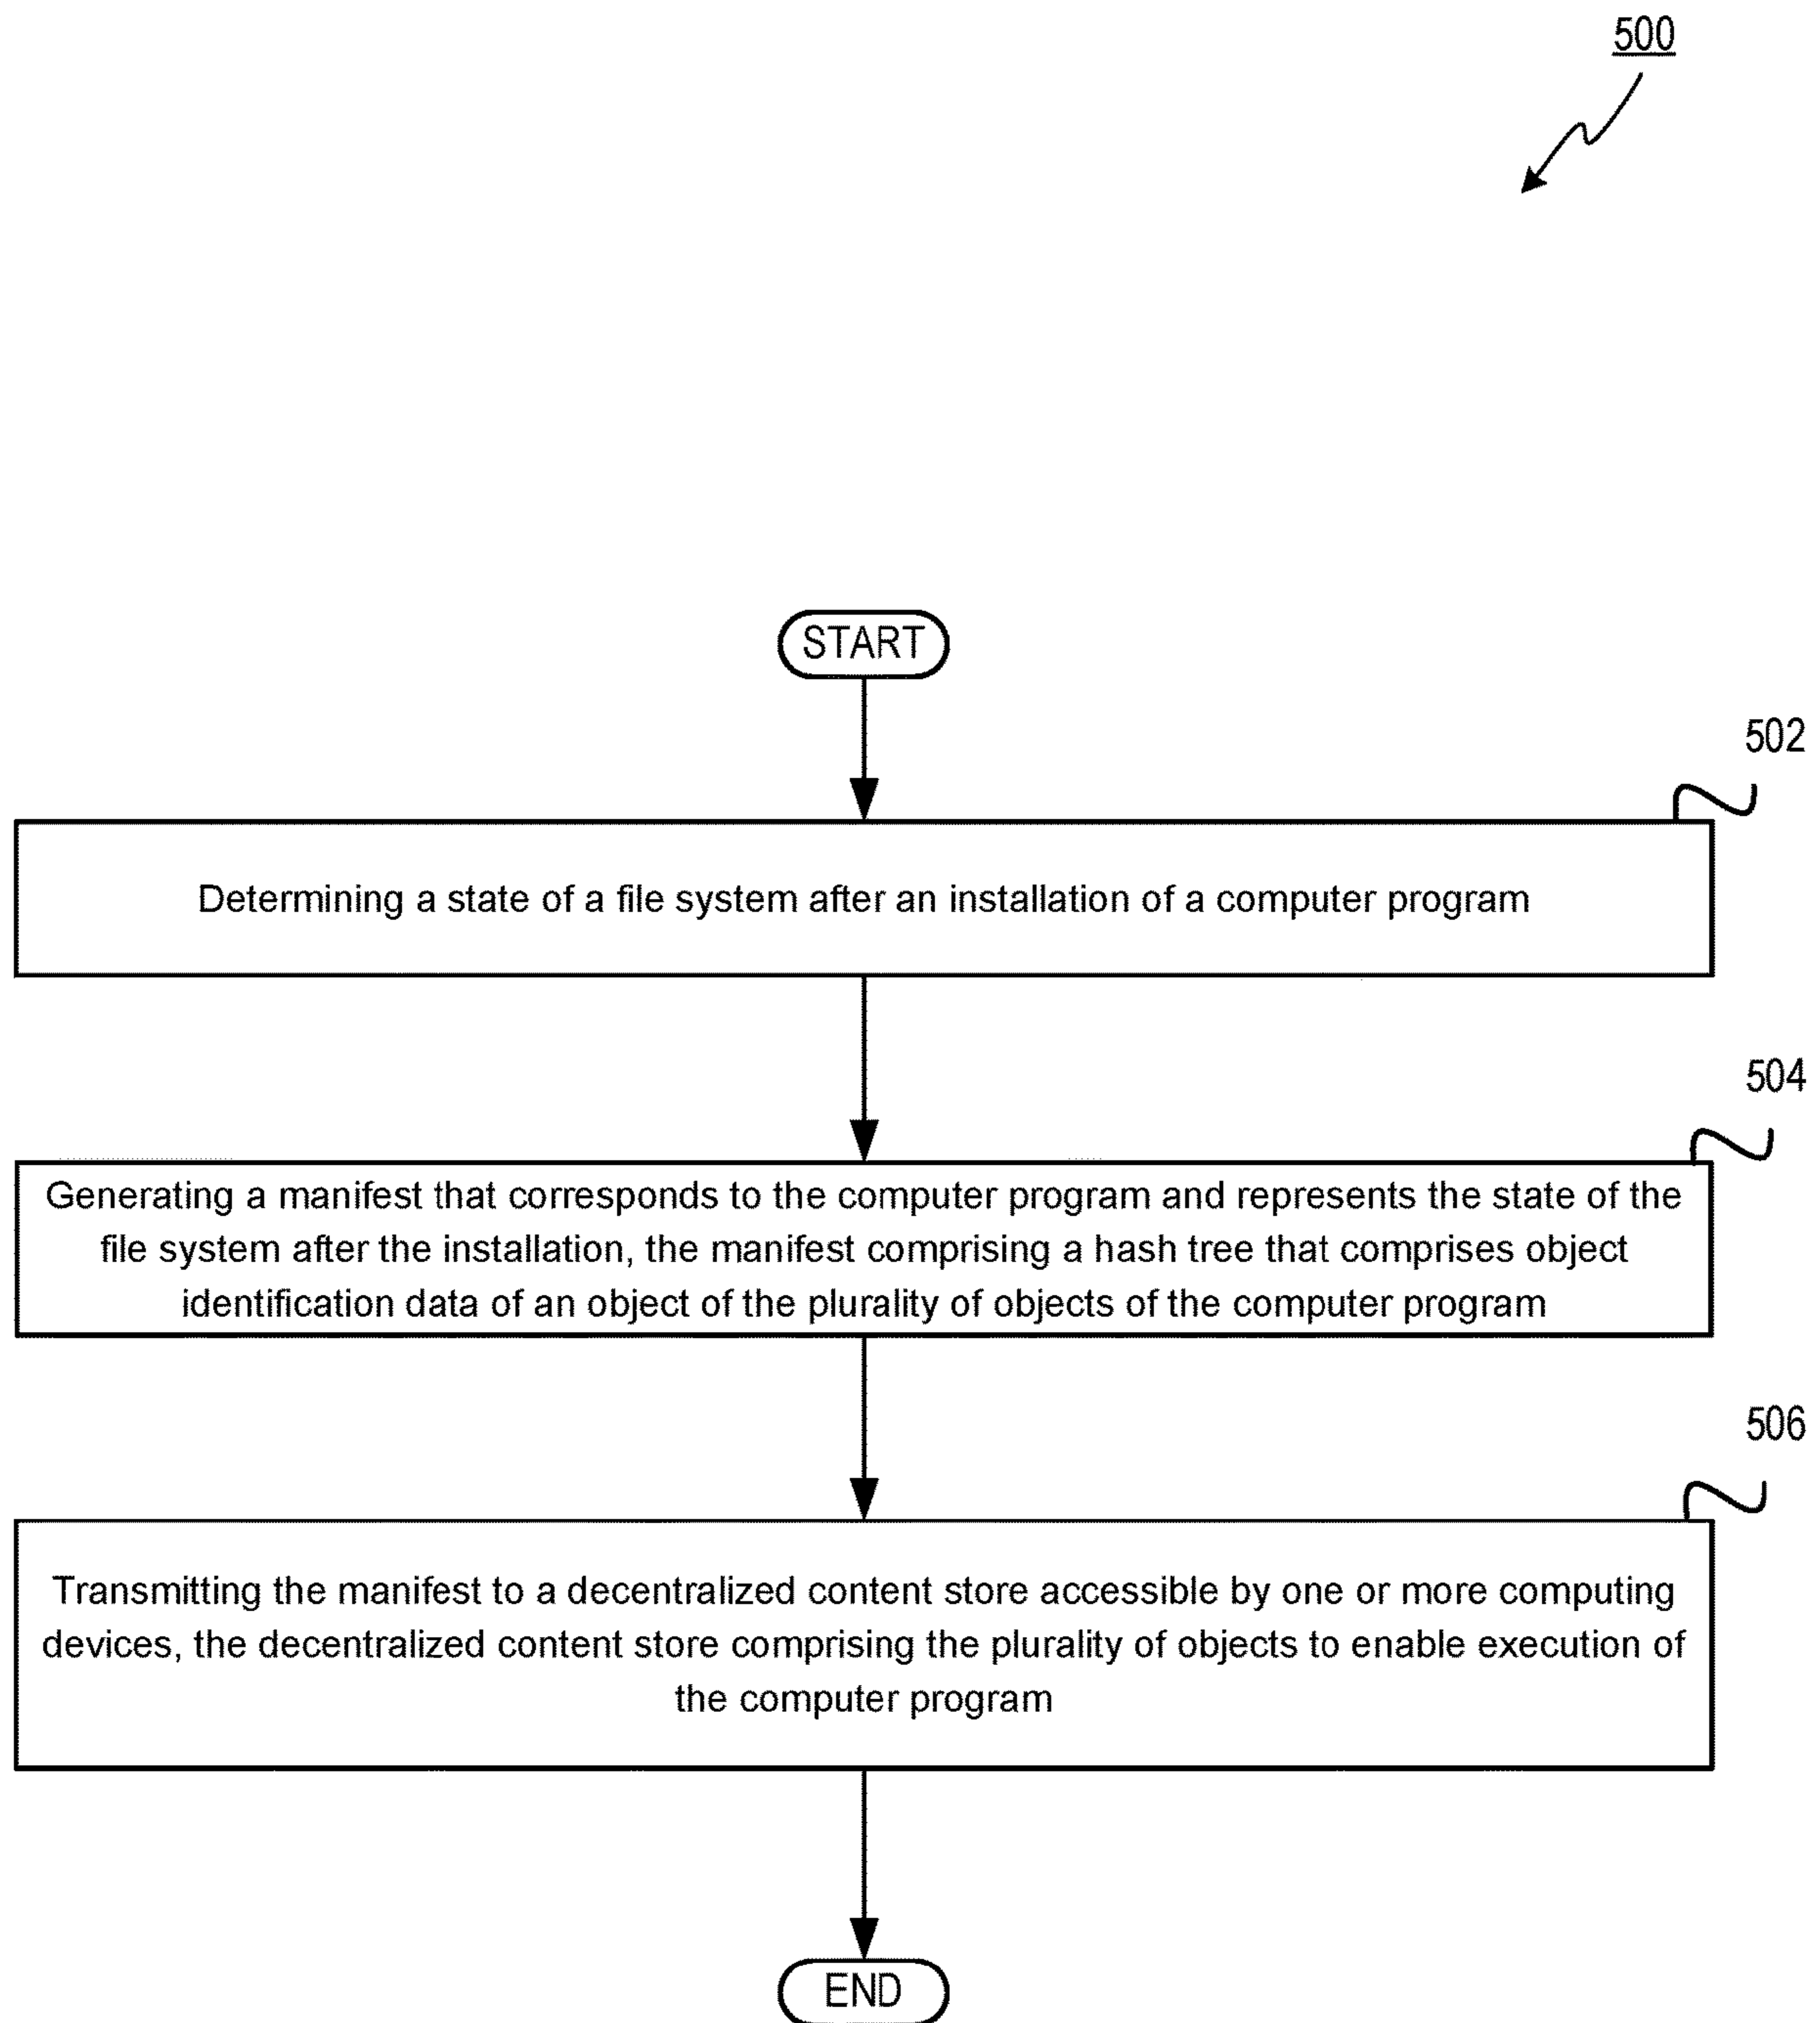 500
START
502
Determining a state of a file system after an installation of a computer program
504
Generating a manifest that corresponds to the computer program and represents the state of the
file system after the installation, the manifest comprising a hash tree that comprises object
identification data of an object of the plurality of objects of the computer program
506
Transmitting the manifest to a decentralized content store accessible by one or more computing
devices, the decentralized content store comprising the plurality of objects to enable execution of
the computer program
END